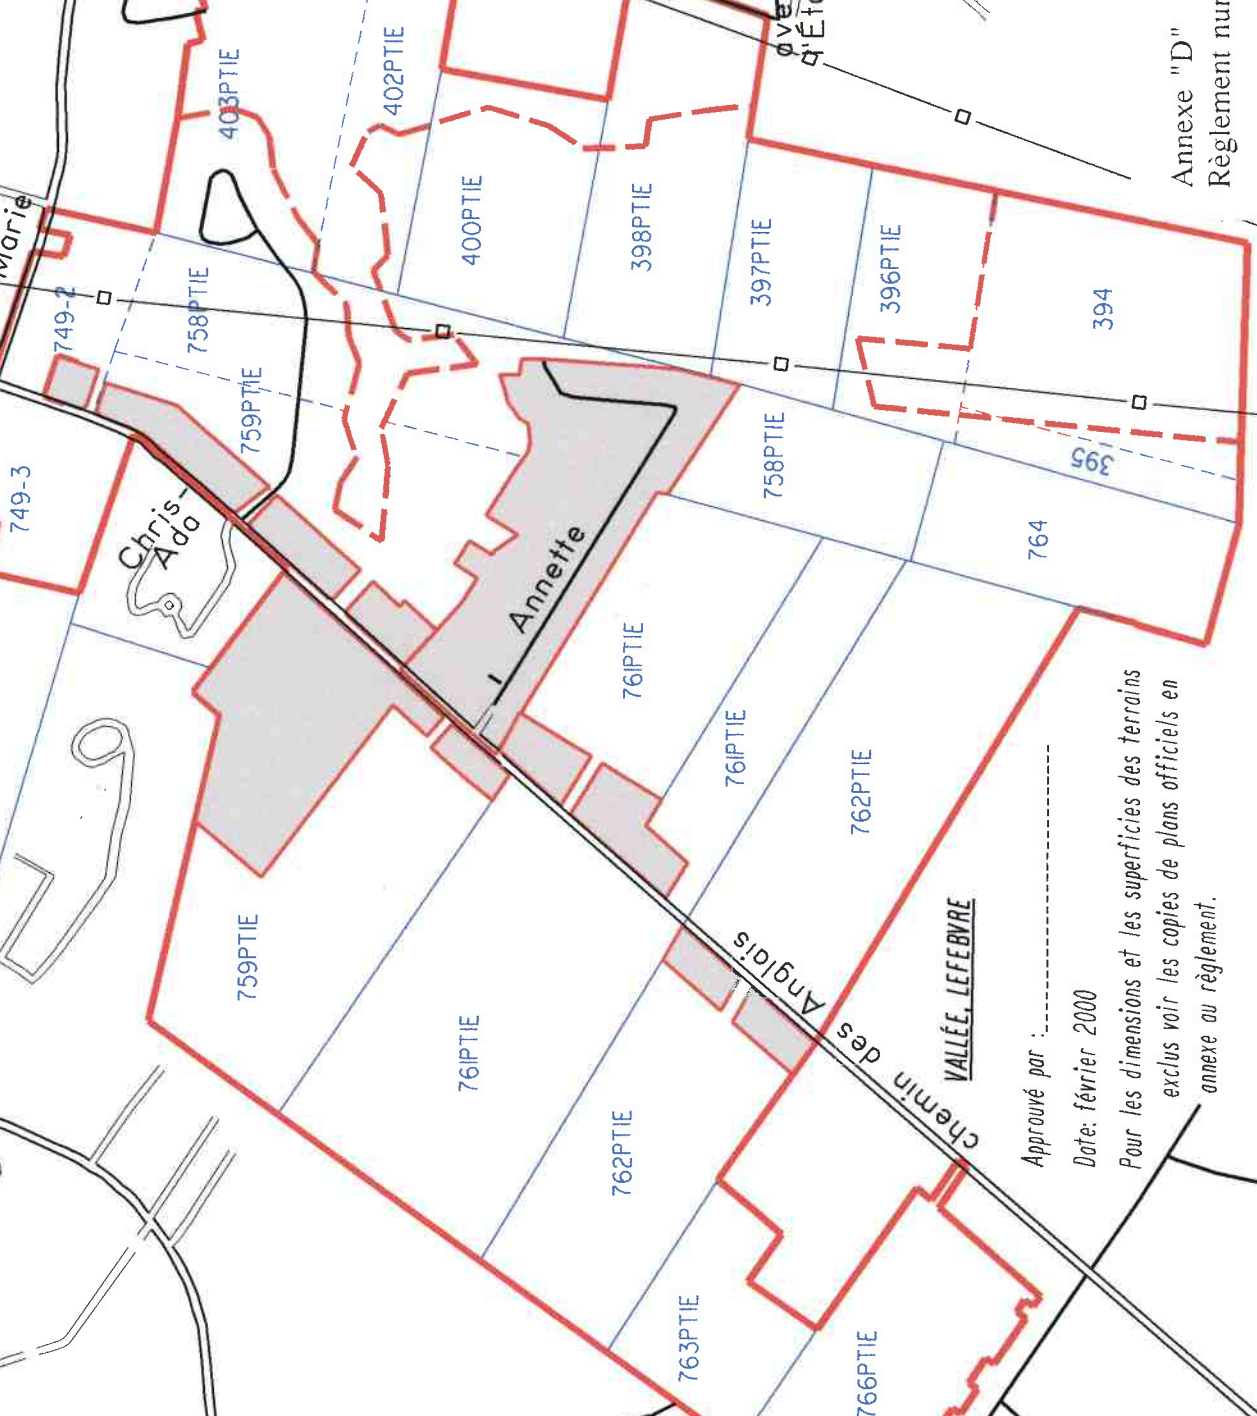 Marie
403PTIE
402PTIE
749-2
758PTIE
759PTIE
400PTIE
398PTIE
397PTIE
396PTIE
394
395
749-3
Chris-
Ada
Annette
758PTIE
764
761PTIE
761PTIE
762PTIE
759PTIE
761PTIE
762PTIE
763PTIE
766PTIE
chemin des Anglais
Annexe "D"
Règlement
VALLÉE, LEFEBVRE
Approuvé par :
Date: février 2000
Pour les dimensions et les superficies des terrains
exclus voir les copies de plans officiels en
annexe au règlement.